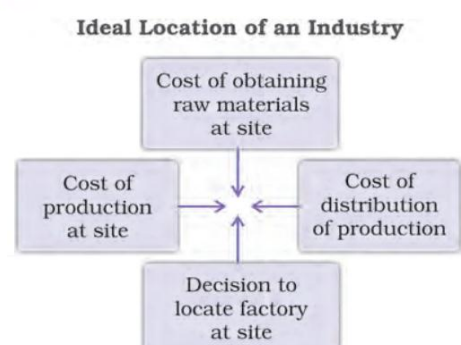 Ideal Location of an Industry
Cost of obtaining
raw materials
at site
Cost of
production
at site
Cost of
distribution
of production
Decision to
locate factory
at site